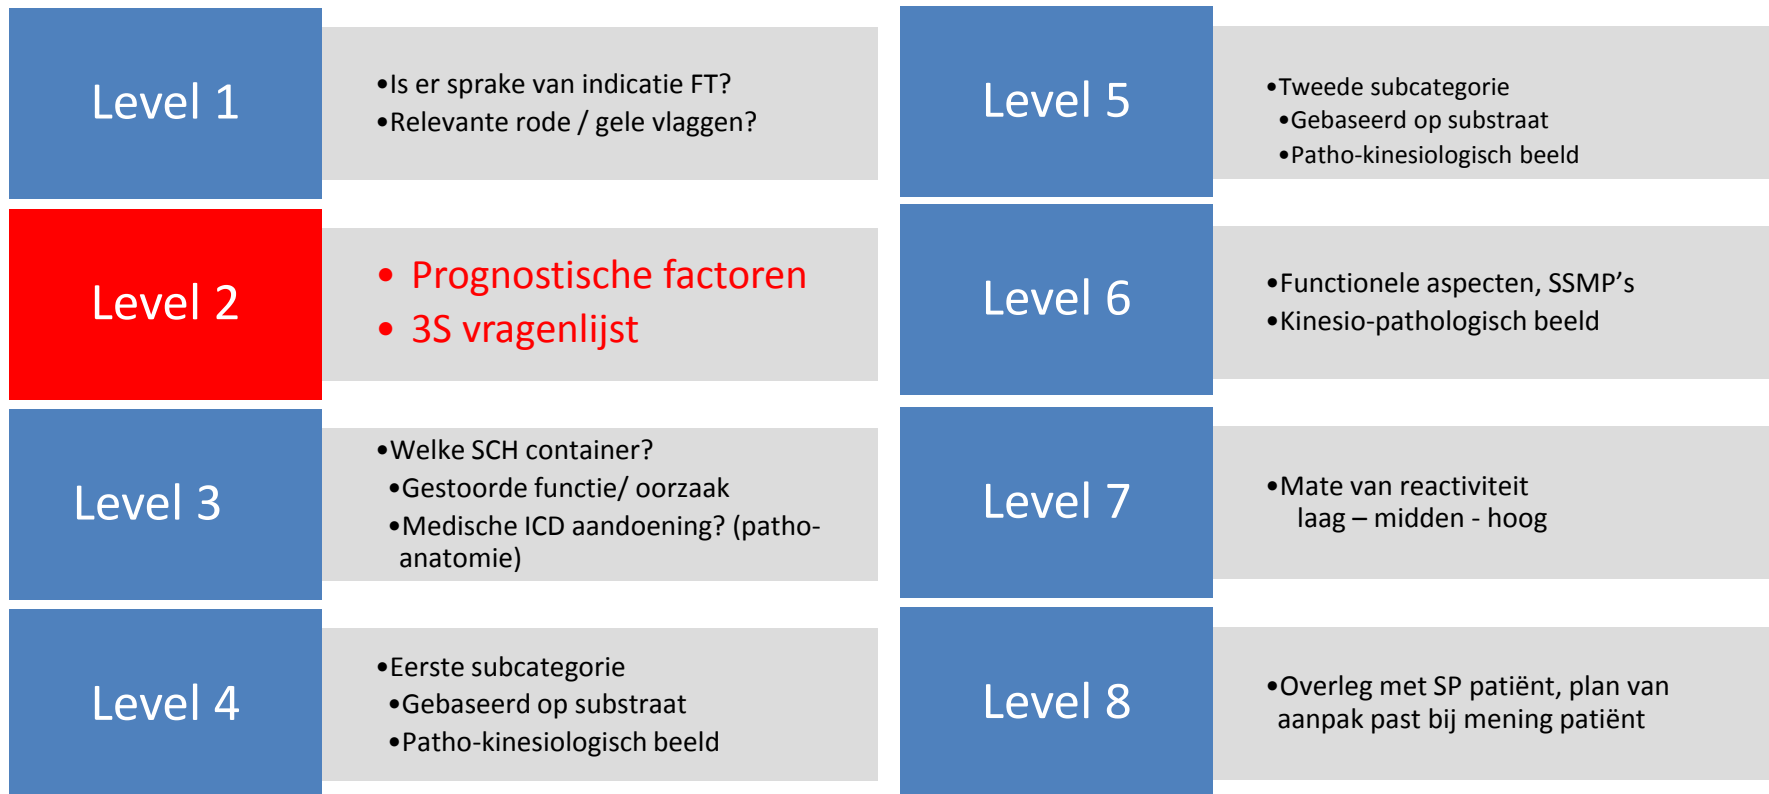 Level 1
•Is er sprake van indicatie FT?
•Relevante rode / gele vlaggen?
Level 2
• Prognostische factoren
• 3S vragenlijst
Level 3
•Welke SCH container?
•Gestoorde functie/ oorzaak
•Medische ICD aandoening? (patho-
anatomie)
Level 4
•Eerste subcategorie
•Gebaseerd op substraat
•Patho-kinesiologisch beeld
Level 5
•Tweede subcategorie
•Gebaseerd op substraat
•Patho-kinesiologisch beeld
Level 6
•Functionele aspecten, SSMP’s
•Kinesio-pathologisch beeld
Level 7
•Mate van reactiviteit
laag – midden - hoog
Level 8
•Overleg met SP patiënt, plan van
aanpak past bij mening patiënt